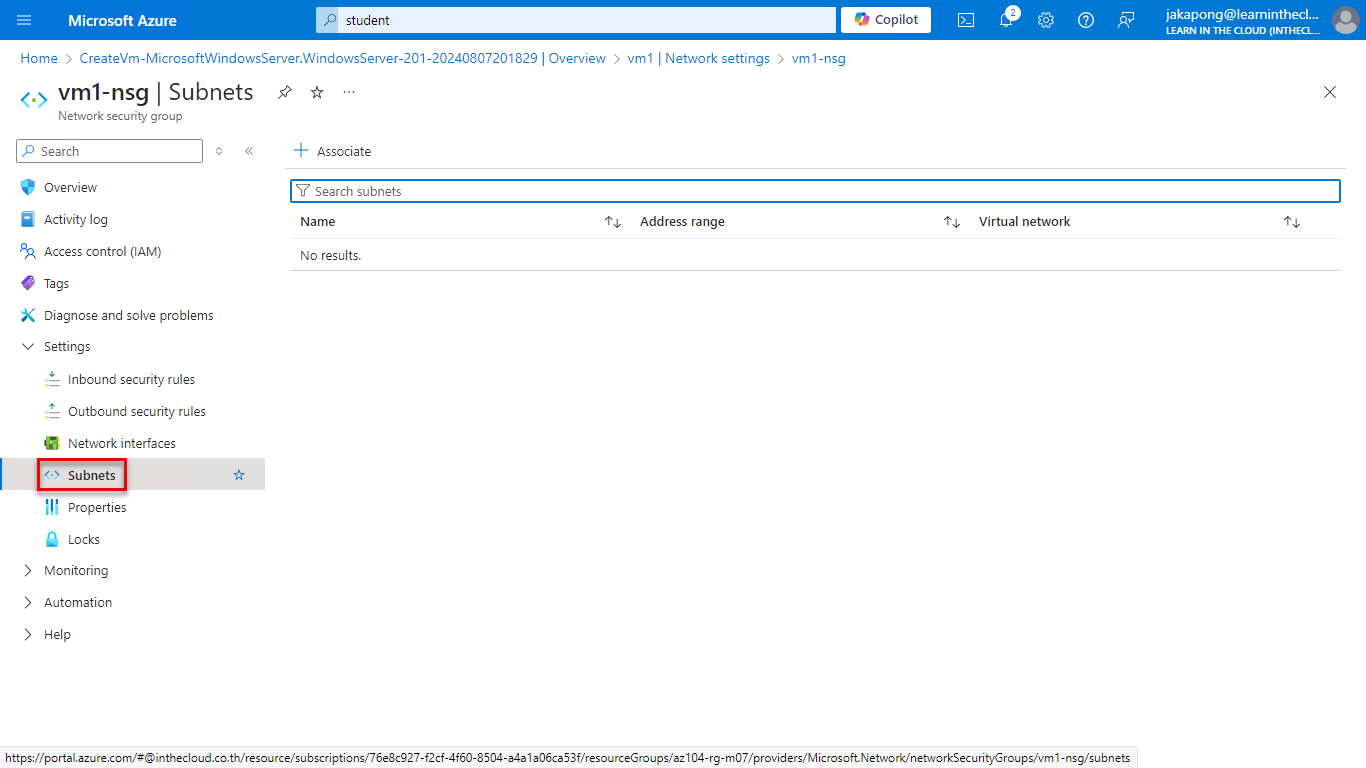 Microsoft Azure
student
Copilot
2
jakapong@learninthecl...
LEARN IN THE CLOUD (INTHECL...
Home > CreateVm-MicrosoftWindowsServer.WindowsServer-201-20240807201829 | Overview > vm1 | Network settings > vm1-nsg
vm1-nsg | Subnets
Network security group
Search
Associate
Overview
Activity log
Access control (IAM)
Tags
Diagnose and solve problems
Settings
Inbound security rules
Outbound security rules
Network interfaces
Subnets
Properties
Locks
Monitoring
Automation
Help
Search subnets
Name Address range Virtual network
No results.
https://portal.azure.com/#@inthecloud.co.th/resource/subscriptions/76e8c927-f2cf-4f60-8504-a4a1a06ca53f/resourceGroups/az104-rg-m07/providers/Microsoft.Network/networkSecurityGroups/vm1-nsg/subnets